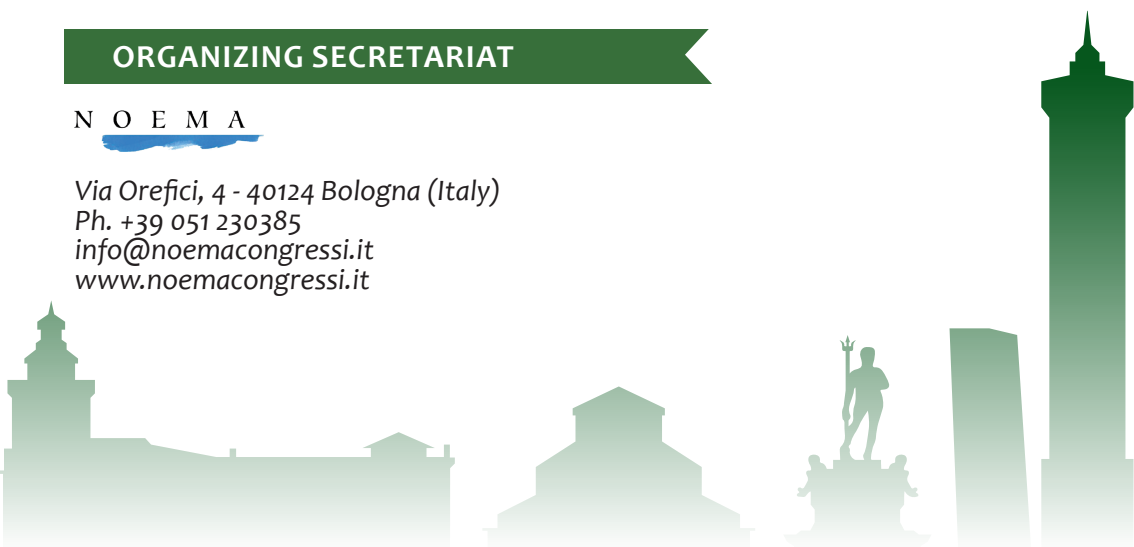 ORGANIZING SECRETARIAT
NOEMA
Via Orefici, 4 - 40124 Bologna (Italy)
Ph. +39 051 230385
info@noemacongressi.it
www.noemacongressi.it